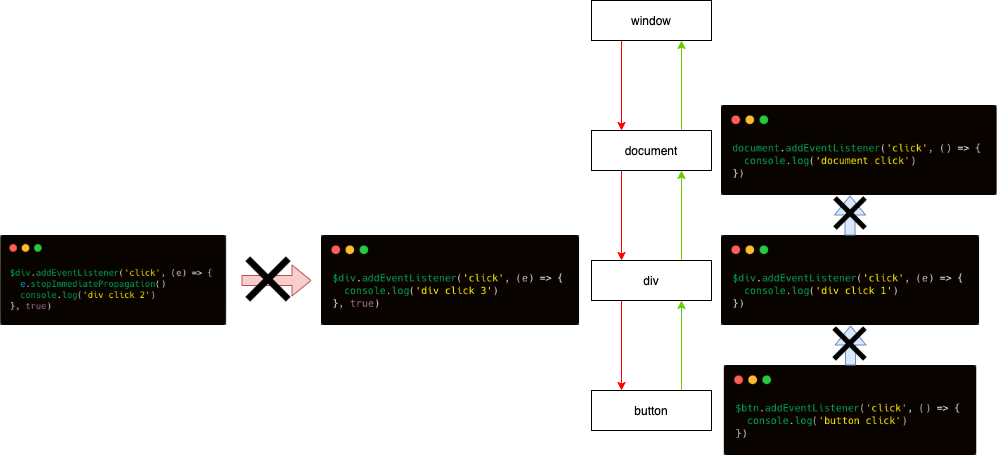 window
document
document.addEventListener('click', () => {
  console.log('document click')
})
$div.addEventListener('click', (e) => {
  e.stopImmediatePropagation()
  console.log('div click 2')
}, true)
$div.addEventListener('click', (e) => {
  console.log('div click 3')
}, true)
div
$div.addEventListener('click', (e) => {
  console.log('div click 1')
})
button
$btn.addEventListener('click', () => {
  console.log('button click')
})